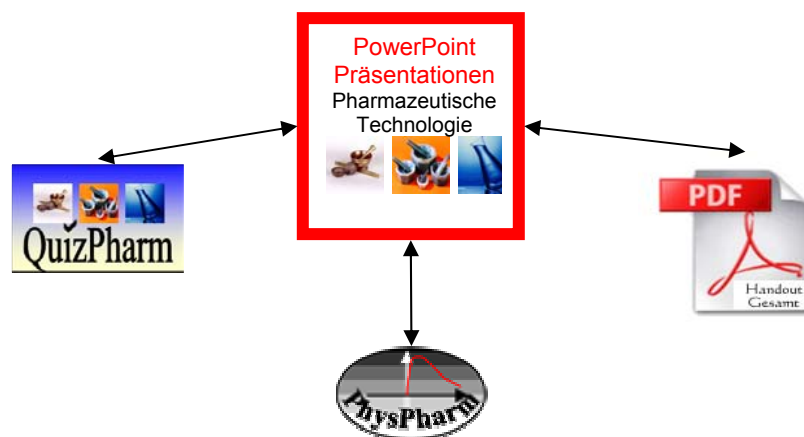 PowerPoint
Präsentationen
Pharmazeutische
Technologie
QuizPharm
PDF
Handout
Gesamt
PhysPharm